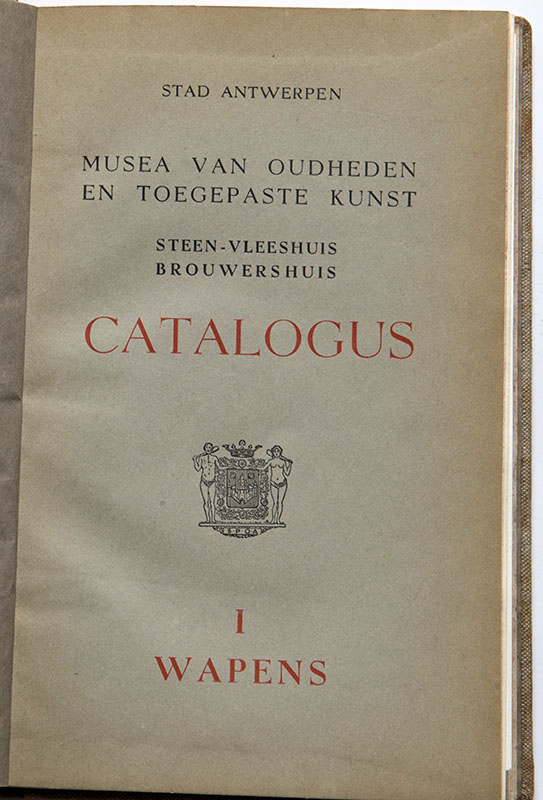 STAD ANTWERPEN
MUSEA VAN OUDHEDEN
EN TOEGEPASTE KUNST
STEEN-VLEESHUIS
BROUWERSHUIS
CATALOGUS
S·P·Q·A
I
WAPENS